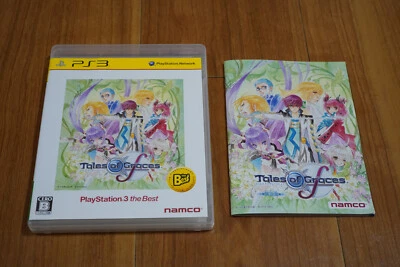 PS3
PlayStation Network
Tales of Graces f
Best
PlayStation 3 the Best
B
namco
Tales of Graces f
namco